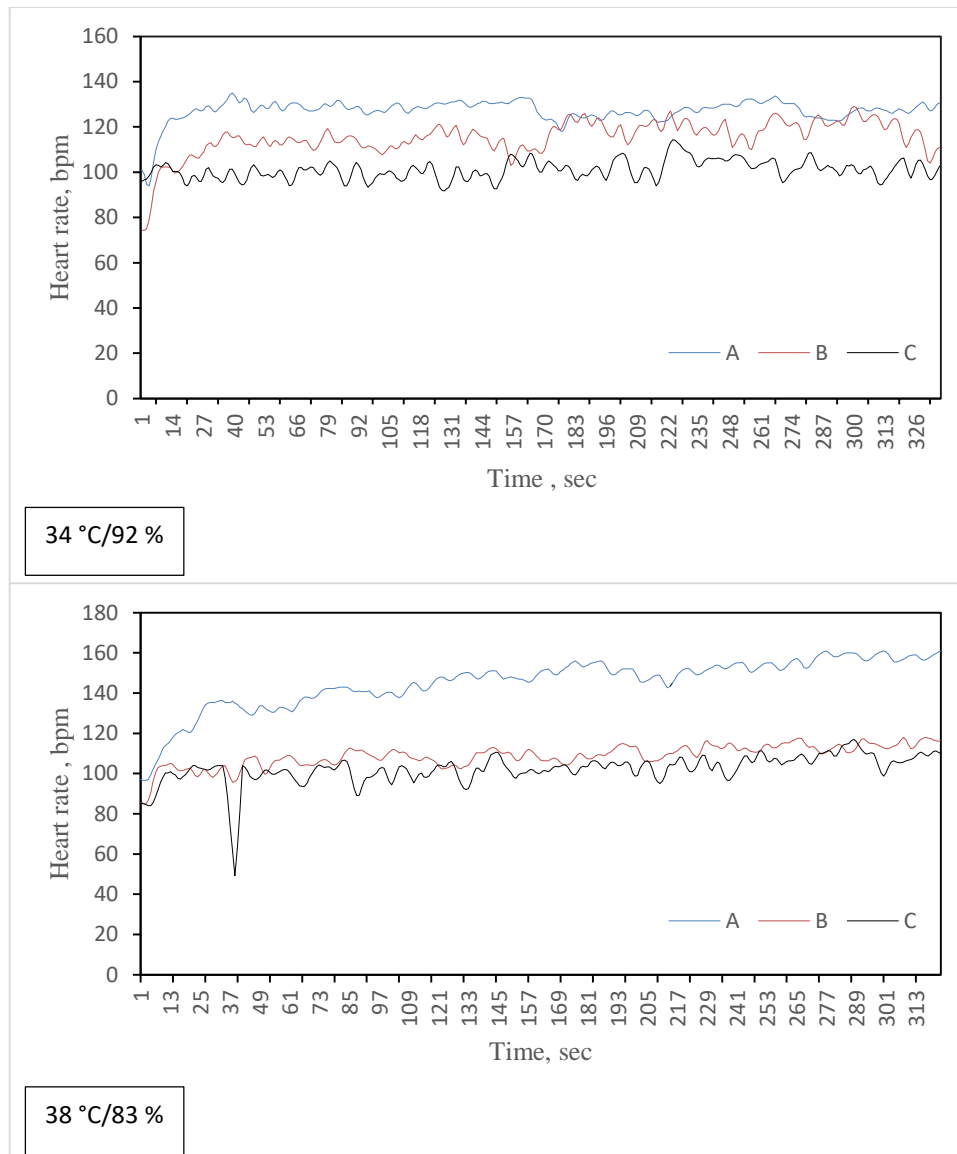 160
140
120
100
80
60
40
20
0
Heart rate, bpm
A B C
1 14 27 40 53 66 79 92 105 118 131 144 157 170 183 196 209 222 235 248 261 274 287 300 313 326
Time , sec
34 °C/92 %
180
160
140
120
100
80
60
40
20
0
Heart rate , bpm
A B C
1 13 25 37 49 61 73 85 97 109 121 133 145 157 169 181 193 205 217 229 241 253 265 277 289 301 313
Time, sec
38 °C/83 %